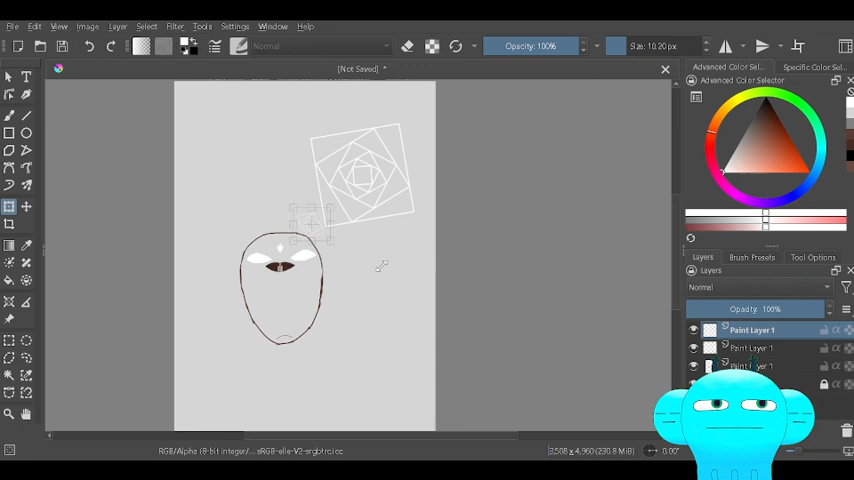 File Edit View Image Layer Select Filter Tools Settings Window Help
Normal Opacity: 100% Size: 10.20 px
[Not Saved] *
Advanced Color Sel... Specific Color Sel...
Advanced Color Selector
Layers Brush Presets Tool Options
Layers
Normal
Opacity: 100%
Paint Layer 1
Paint Layer 1
Paint Layer 1
RGB/Alpha (8-bit integer/... sRGB-elle-V2-srgbtrc.icc 3,508 x 4,960 (230.8 MiB) 0.00°